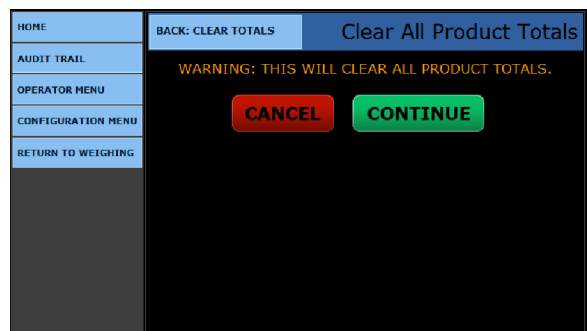 HOME
AUDIT TRAIL
OPERATOR MENU
CONFIGURATION MENU
RETURN TO WEIGHING
BACK: CLEAR TOTALS
Clear All Product Totals
WARNING: THIS WILL CLEAR ALL PRODUCT TOTALS.
CANCEL
CONTINUE